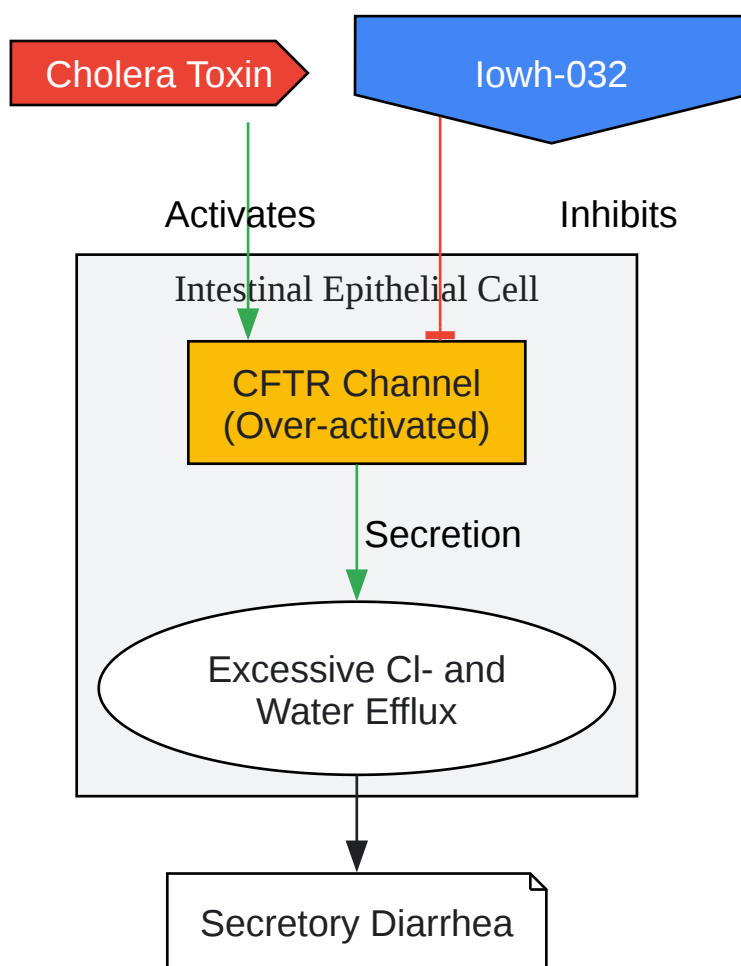 Cholera Toxin
Iowh-032
Activates
Inhibits
Intestinal Epithelial Cell
CFTR Channel
(Over-activated)
Secretion
Excessive Cl- and
Water Efflux
Secretory Diarrhea